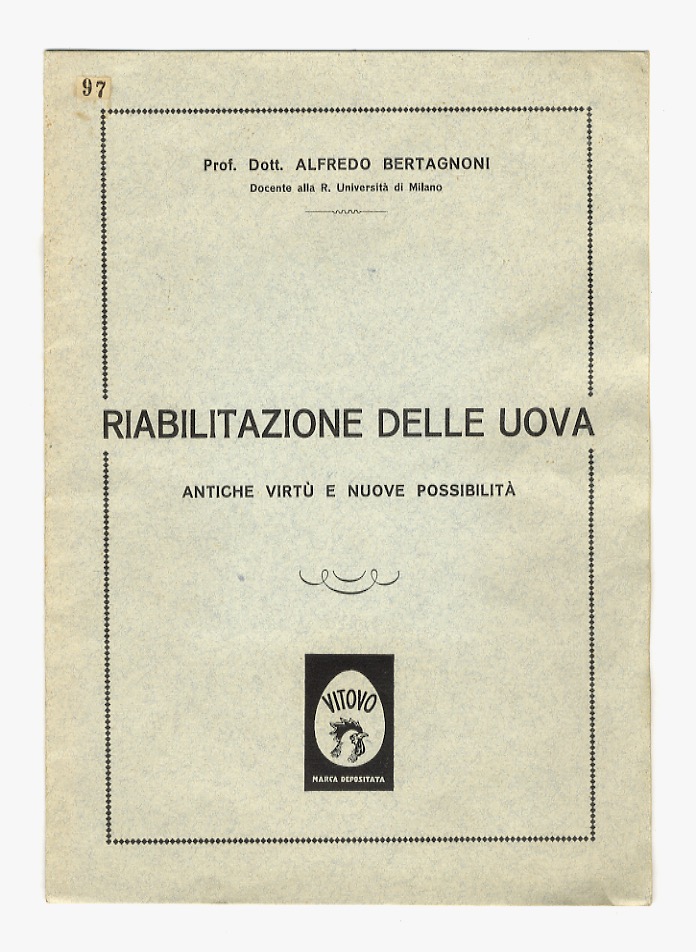 97
Prof. Dott. ALFREDO BERTAGNONI
Docente alla R. Università di Milano
RIABILITAZIONE DELLE UOVA
ANTICHE VIRTÙ E NUOVE POSSIBILITÀ
VITOVO
MARCA DEPOSITATA